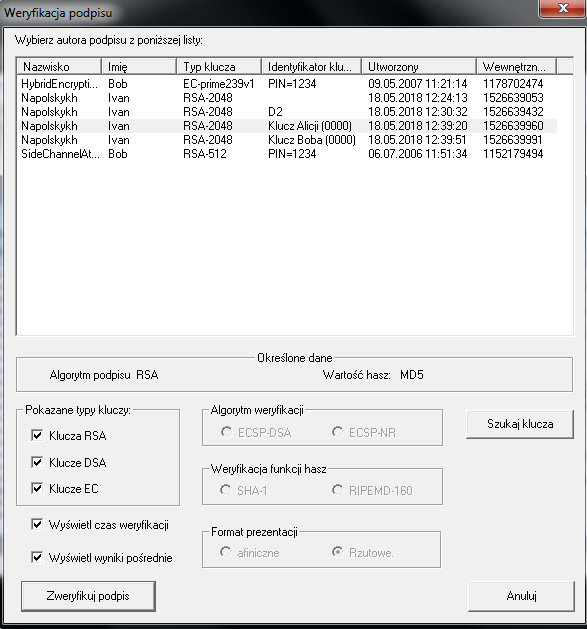 Weryfikacja podpisu
Wybierz autora podpisu z poniższej listy:
Nazwisko Imię Typ klucza Identyfikator klu... Utworzony Wewnętrzn...
HybridEncrypti... Bob EC-prime239v1 PIN=1234 09.05.2007 11:21:14 1178702474
Napolskykh Ivan RSA-2048 18.05.2018 12:24:13 1526639053
Napolskykh Ivan RSA-2048 D2 18.05.2018 12:30:32 1526639432
Napolskykh Ivan RSA-2048 Klucz Alicji (0000) 18.05.2018 12:39:20 1526639960
Napolskykh Ivan RSA-2048 Klucz Boba (0000) 18.05.2018 12:39:51 1526639991
SideChannelAt... Bob RSA-512 PIN=1234 06.07.2006 11:51:34 1152179494
Określone dane
Algorytm podpisu RSA Wartość hasz: MD5
Pokazane typy kluczy:
Klucza RSA
Klucze DSA
Klucze EC
Wyświetl czas weryfikacji
Wyświetl wyniki pośrednie
Algorytm weryfikacji
ECSP-DSA ECSP-NR
Weryfikacja funkcji hasz
SHA-1 RIPEMD-160
Format prezentacji
afiniczne Rzutowe.
Szukaj klucza
Zweryfikuj podpis Anuluj